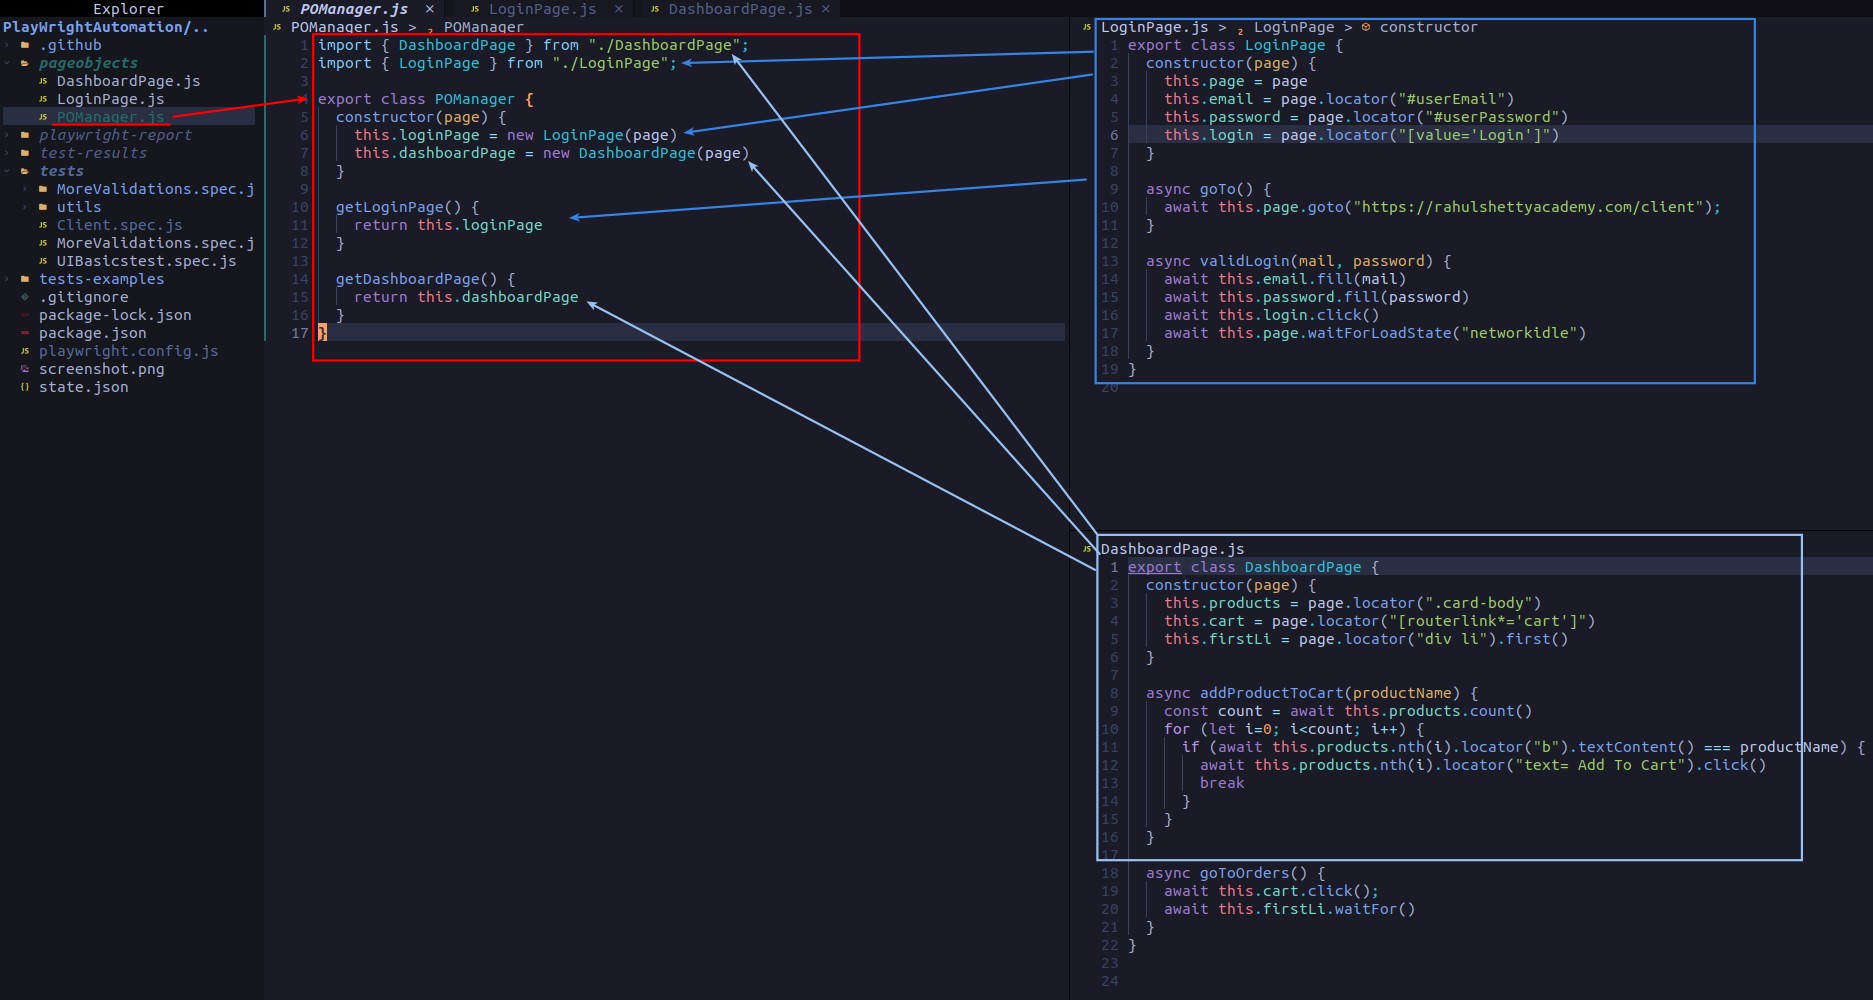 Explorer
PlayWrightAutomation/..
.github
pageobjects
DashboardPage.js
LoginPage.js
POManager.js
playwright-report
test-results
tests
MoreValidations.spec.j
utils
Client.spec.js
MoreValidations.spec.j
UIBasicstest.spec.js
tests-examples
.gitignore
package-lock.json
package.json
playwright.config.js
screenshot.png
state.json
JS POManager.js × JS LoginPage.js × JS DashboardPage.js ×
JS POManager.js > POManager
1 import { DashboardPage } from "./DashboardPage";
2 import { LoginPage } from "./LoginPage";
3
export class POManager {
5 constructor(page) {
6 this.loginPage = new LoginPage(page)
7 this.dashboardPage = new DashboardPage(page)
8 }
9
10 getLoginPage() {
11 return this.loginPage
12 }
13
14 getDashboardPage() {
15 return this.dashboardPage
16 }
17 }
JS LoginPage.js > LoginPage > constructor
1 export class LoginPage {
2 constructor(page) {
3 this.page = page
4 this.email = page.locator("#userEmail")
5 this.password = page.locator("#userPassword")
6 this.login = page.locator("[value='Login']")
7 }
8
9 async goTo() {
10 await this.page.goto("https://rahulshettyacademy.com/client");
11 }
12
13 async validLogin(mail, password) {
14 await this.email.fill(mail)
15 await this.password.fill(password)
16 await this.login.click()
17 await this.page.waitForLoadState("networkidle")
18 }
19 }
20
JS DashboardPage.js
1 export class DashboardPage {
2 constructor(page) {
3 this.products = page.locator(".card-body")
4 this.cart = page.locator("[routerlink*='cart']")
5 this.firstLi = page.locator("div li").first()
6 }
7
8 async addProductToCart(productName) {
9 const count = await this.products.count()
10 for (let i=0; i<count; i++) {
11 if (await this.products.nth(i).locator("b").textContent() === productName) {
12 await this.products.nth(i).locator("text= Add To Cart").click()
13 break
14 }
15 }
16 }
17
18 async goToOrders() {
19 await this.cart.click();
20 await this.firstLi.waitFor()
21 }
22 }
23
24